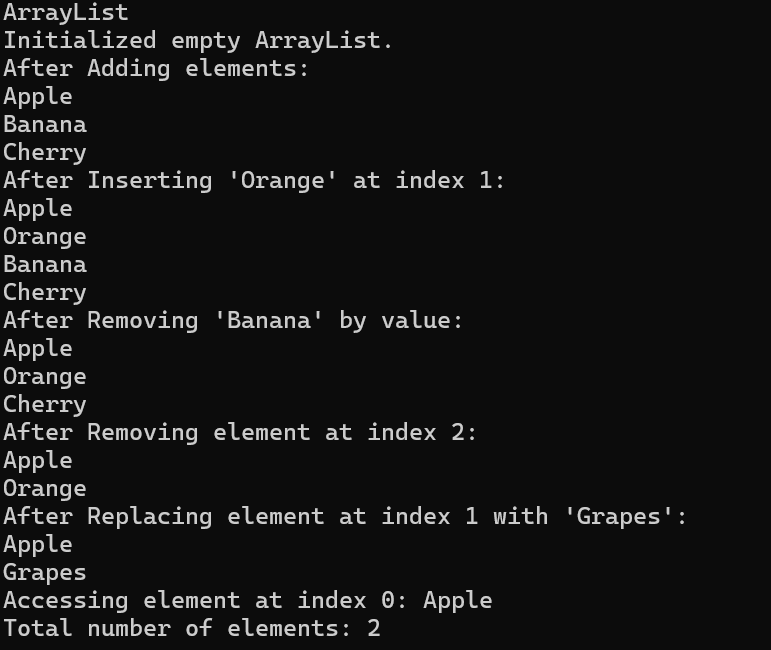 ArrayList
Initialized empty ArrayList.
After Adding elements:
Apple
Banana
Cherry
After Inserting 'Orange' at index 1:
Apple
Orange
Banana
Cherry
After Removing 'Banana' by value:
Apple
Orange
Cherry
After Removing element at index 2:
Apple
Orange
After Replacing element at index 1 with 'Grapes':
Apple
Grapes
Accessing element at index 0: Apple
Total number of elements: 2